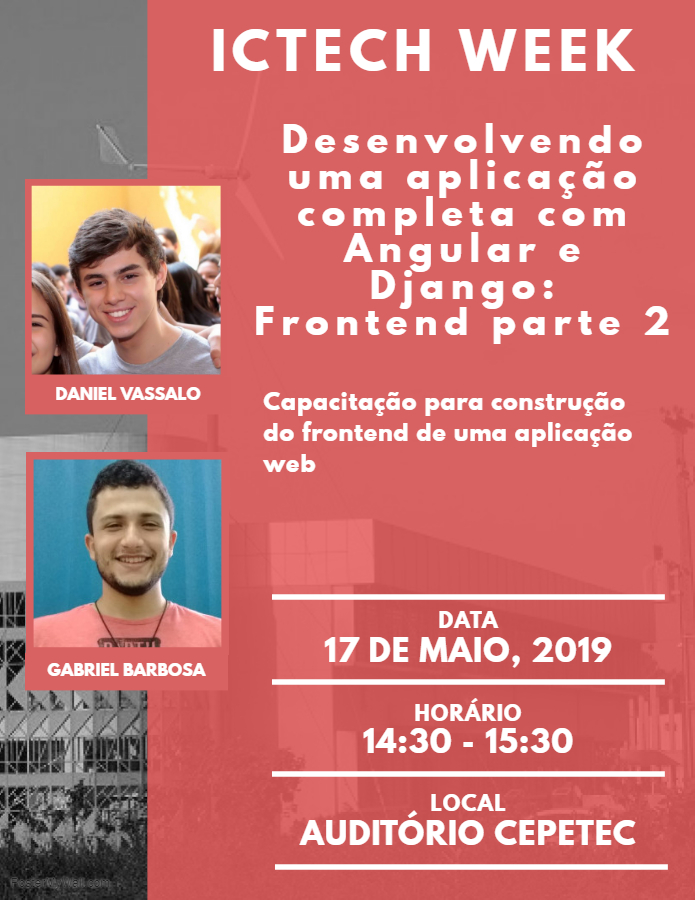 ICTECH WEEK
Desenvolvendo
uma aplicação
completa com
Angular e
Django:
Frontend parte 2
DANIEL VASSALO
Capacitação para construção
do frontend de uma aplicação
web
GABRIEL BARBOSA
DATA
17 DE MAIO, 2019
HORÁRIO
14:30 - 15:30
LOCAL
AUDITÓRIO CEPETEC
PosterMyWall.com